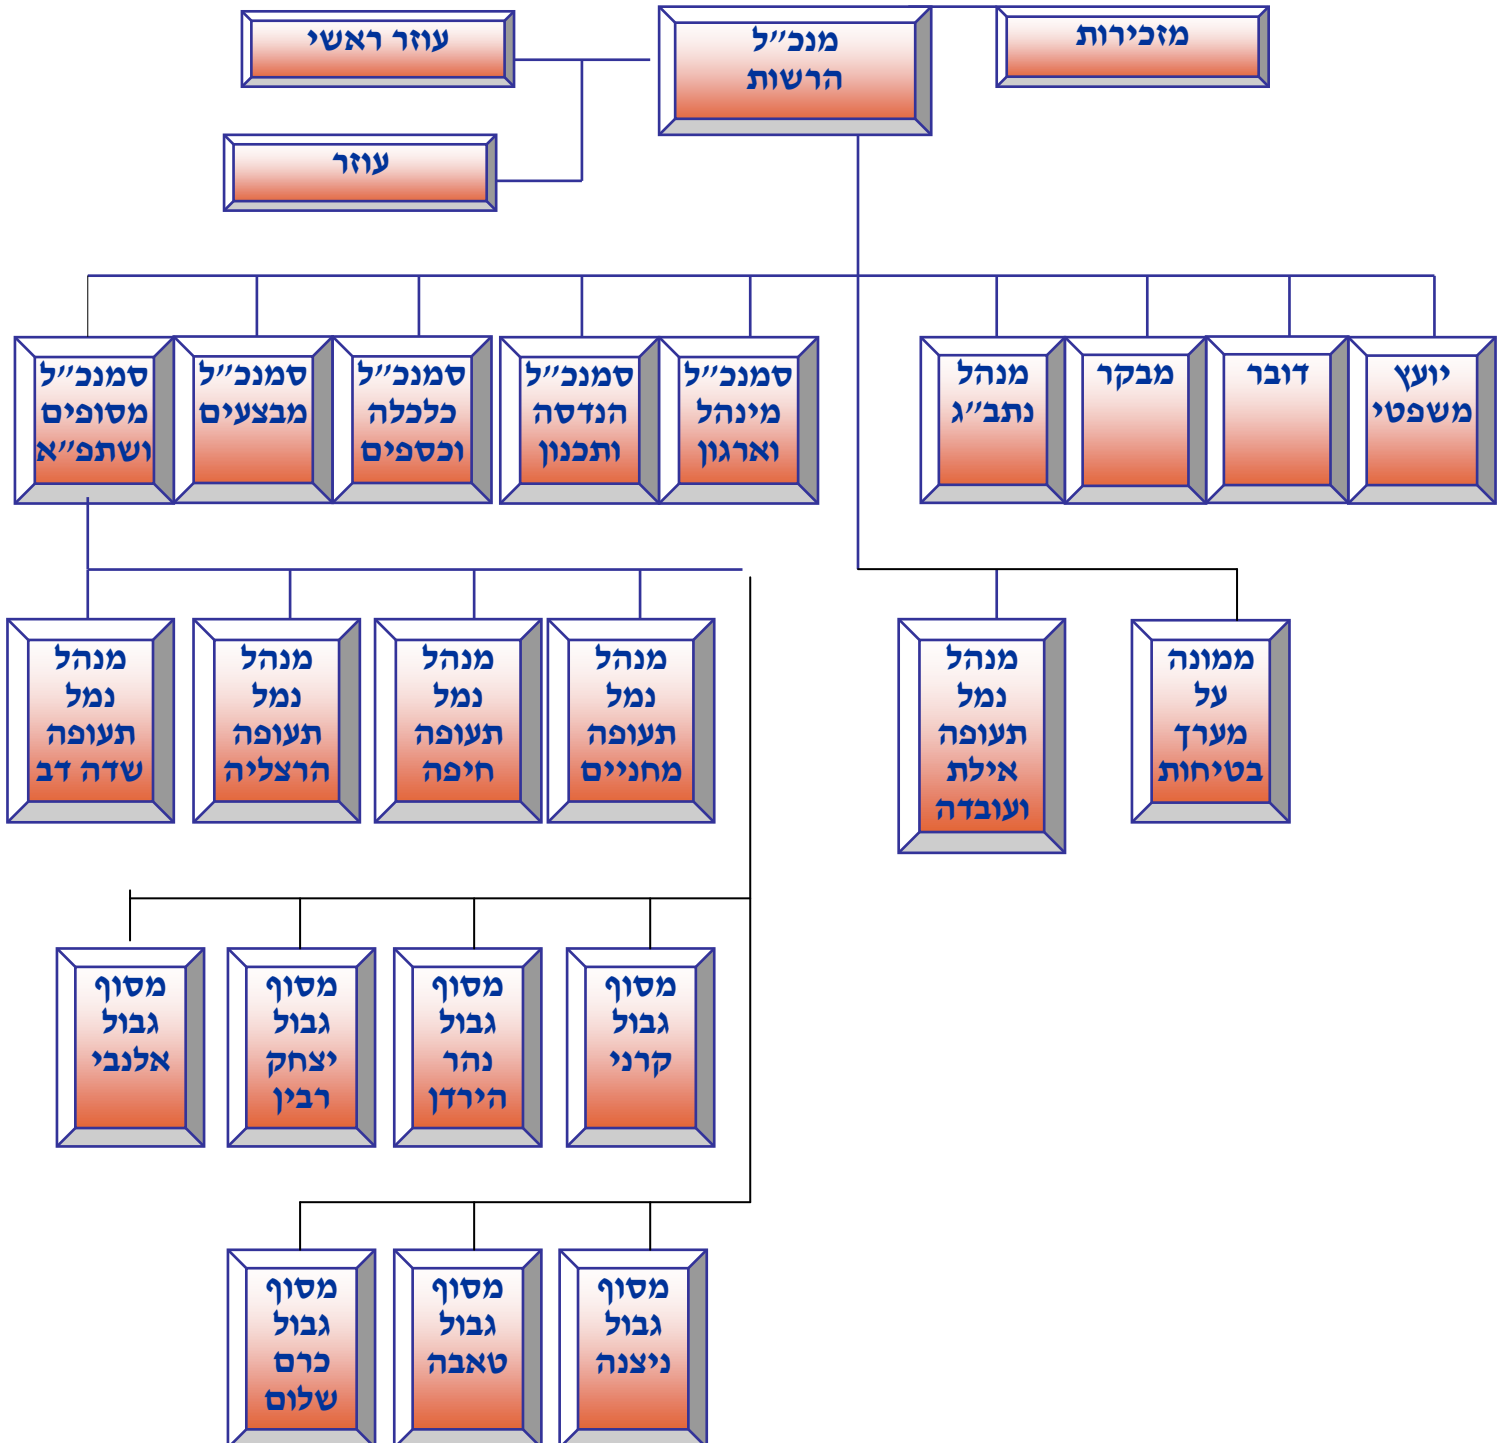 מזכירות
מנכ״ל
הרשות
עוזר ראשי
עוזר
יועץ
משפטי
דובר
מבקר
מנהל
נתב״ג
סמנכ״ל
מינהל
וארגון
סמנכ״ל
הנדסה
ותכנון
סמנכ״ל
כלכלה
וכספים
סמנכ״ל
מבצעים
סמנכ״ל
מסופים
ושתפ״א
ממונה
על
מערך
בטיחות
מנהל
נמל
תעופה
אילת
ועובדה
מנהל
נמל
תעופה
מחניים
מנהל
נמל
תעופה
חיפה
מנהל
נמל
תעופה
הרצליה
מנהל
נמל
תעופה
שדה דב
מסוף
גבול
קרני
מסוף
גבול
נהר
הירדן
מסוף
גבול
יצחק
רבין
מסוף
גבול
אלנבי
מסוף
גבול
ניצנה
מסוף
גבול
טאבה
מסוף
גבול
כרם
שלום